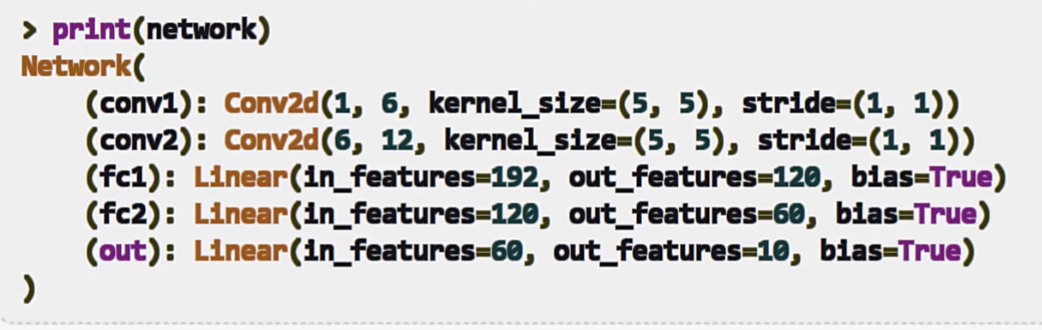 > print(network)
Network(
    (conv1): Conv2d(1, 6, kernel_size=(5, 5), stride=(1, 1))
    (conv2): Conv2d(6, 12, kernel_size=(5, 5), stride=(1, 1))
    (fc1): Linear(in_features=192, out_features=120, bias=True)
    (fc2): Linear(in_features=120, out_features=60, bias=True)
    (out): Linear(in_features=60, out_features=10, bias=True)
)